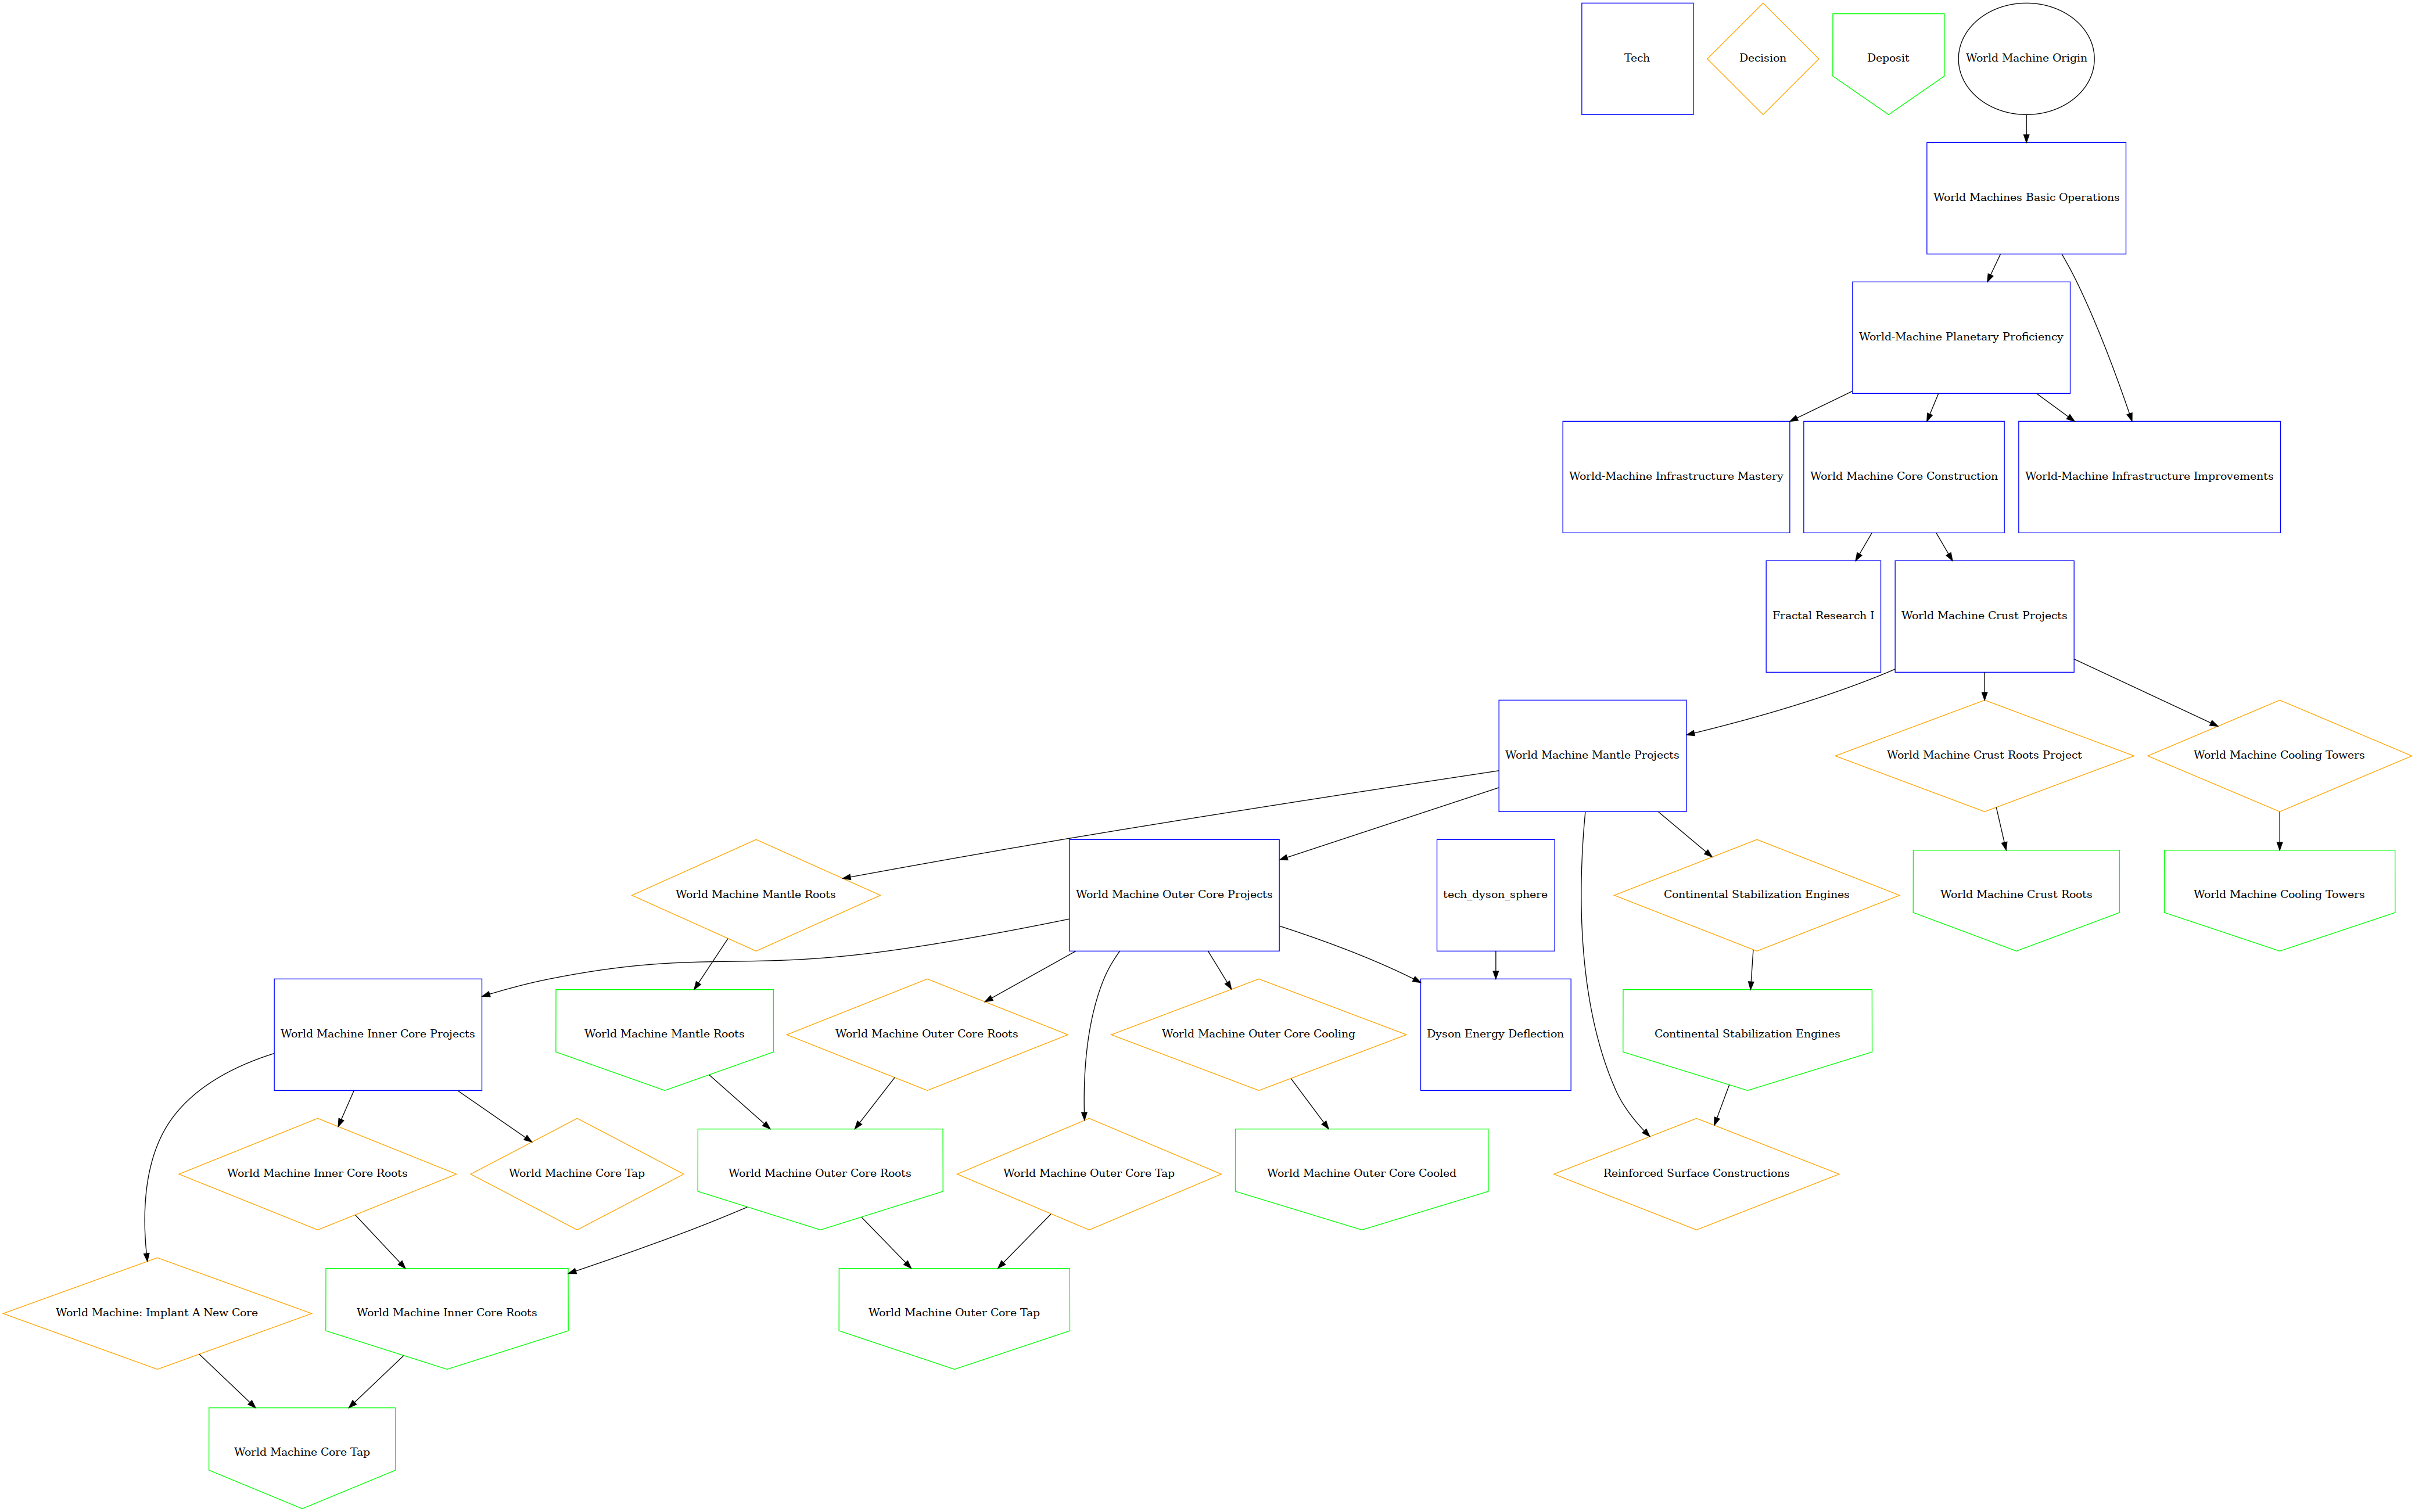 Tech
Decision
Deposit
World Machine Origin
World Machines Basic Operations
World-Machine Planetary Proficiency
World-Machine Infrastructure Mastery
World Machine Core Construction
World-Machine Infrastructure Improvements
Fractal Research I
World Machine Crust Projects
World Machine Mantle Projects
World Machine Crust Roots Project
World Machine Cooling Towers
World Machine Mantle Roots
World Machine Outer Core Projects
tech_dyson_sphere
Continental Stabilization Engines
World Machine Crust Roots
World Machine Cooling Towers
World Machine Inner Core Projects
World Machine Mantle Roots
World Machine Outer Core Roots
World Machine Outer Core Cooling
Dyson Energy Deflection
Continental Stabilization Engines
World Machine Inner Core Roots
World Machine Core Tap
World Machine Outer Core Roots
World Machine Outer Core Tap
World Machine Outer Core Cooled
Reinforced Surface Constructions
World Machine: Implant A New Core
World Machine Inner Core Roots
World Machine Outer Core Tap
World Machine Core Tap